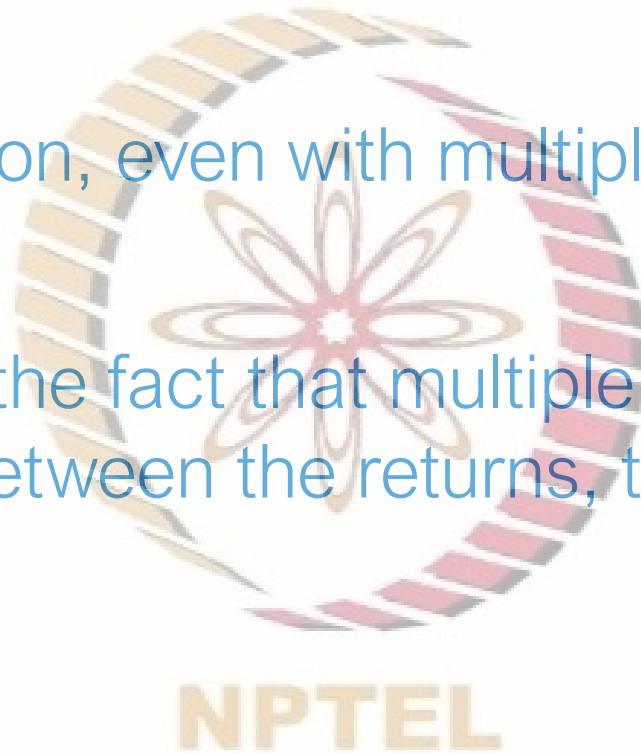 on, even with multipl
the fact that multiple
etween the returns, t
NPTEL